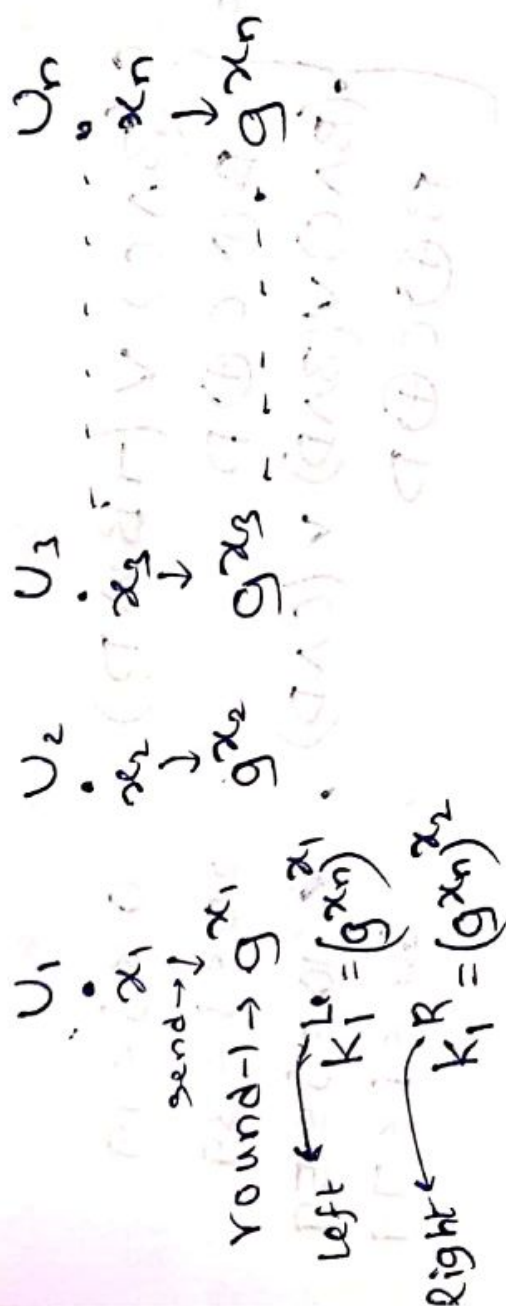 U₁ U₂ U₃ Uₙ
. . . - - - - - .
x₁ x₂ x₃ xₙ
send→ ↓ ↓ ↓ ↓
round-1→ g^x₁ g^x₂ g^x₃ - - - - - g^xₙ
Left K₁^L = (g^xₙ)^x₁
Right K₁^R = (g^xₙ)^x₂